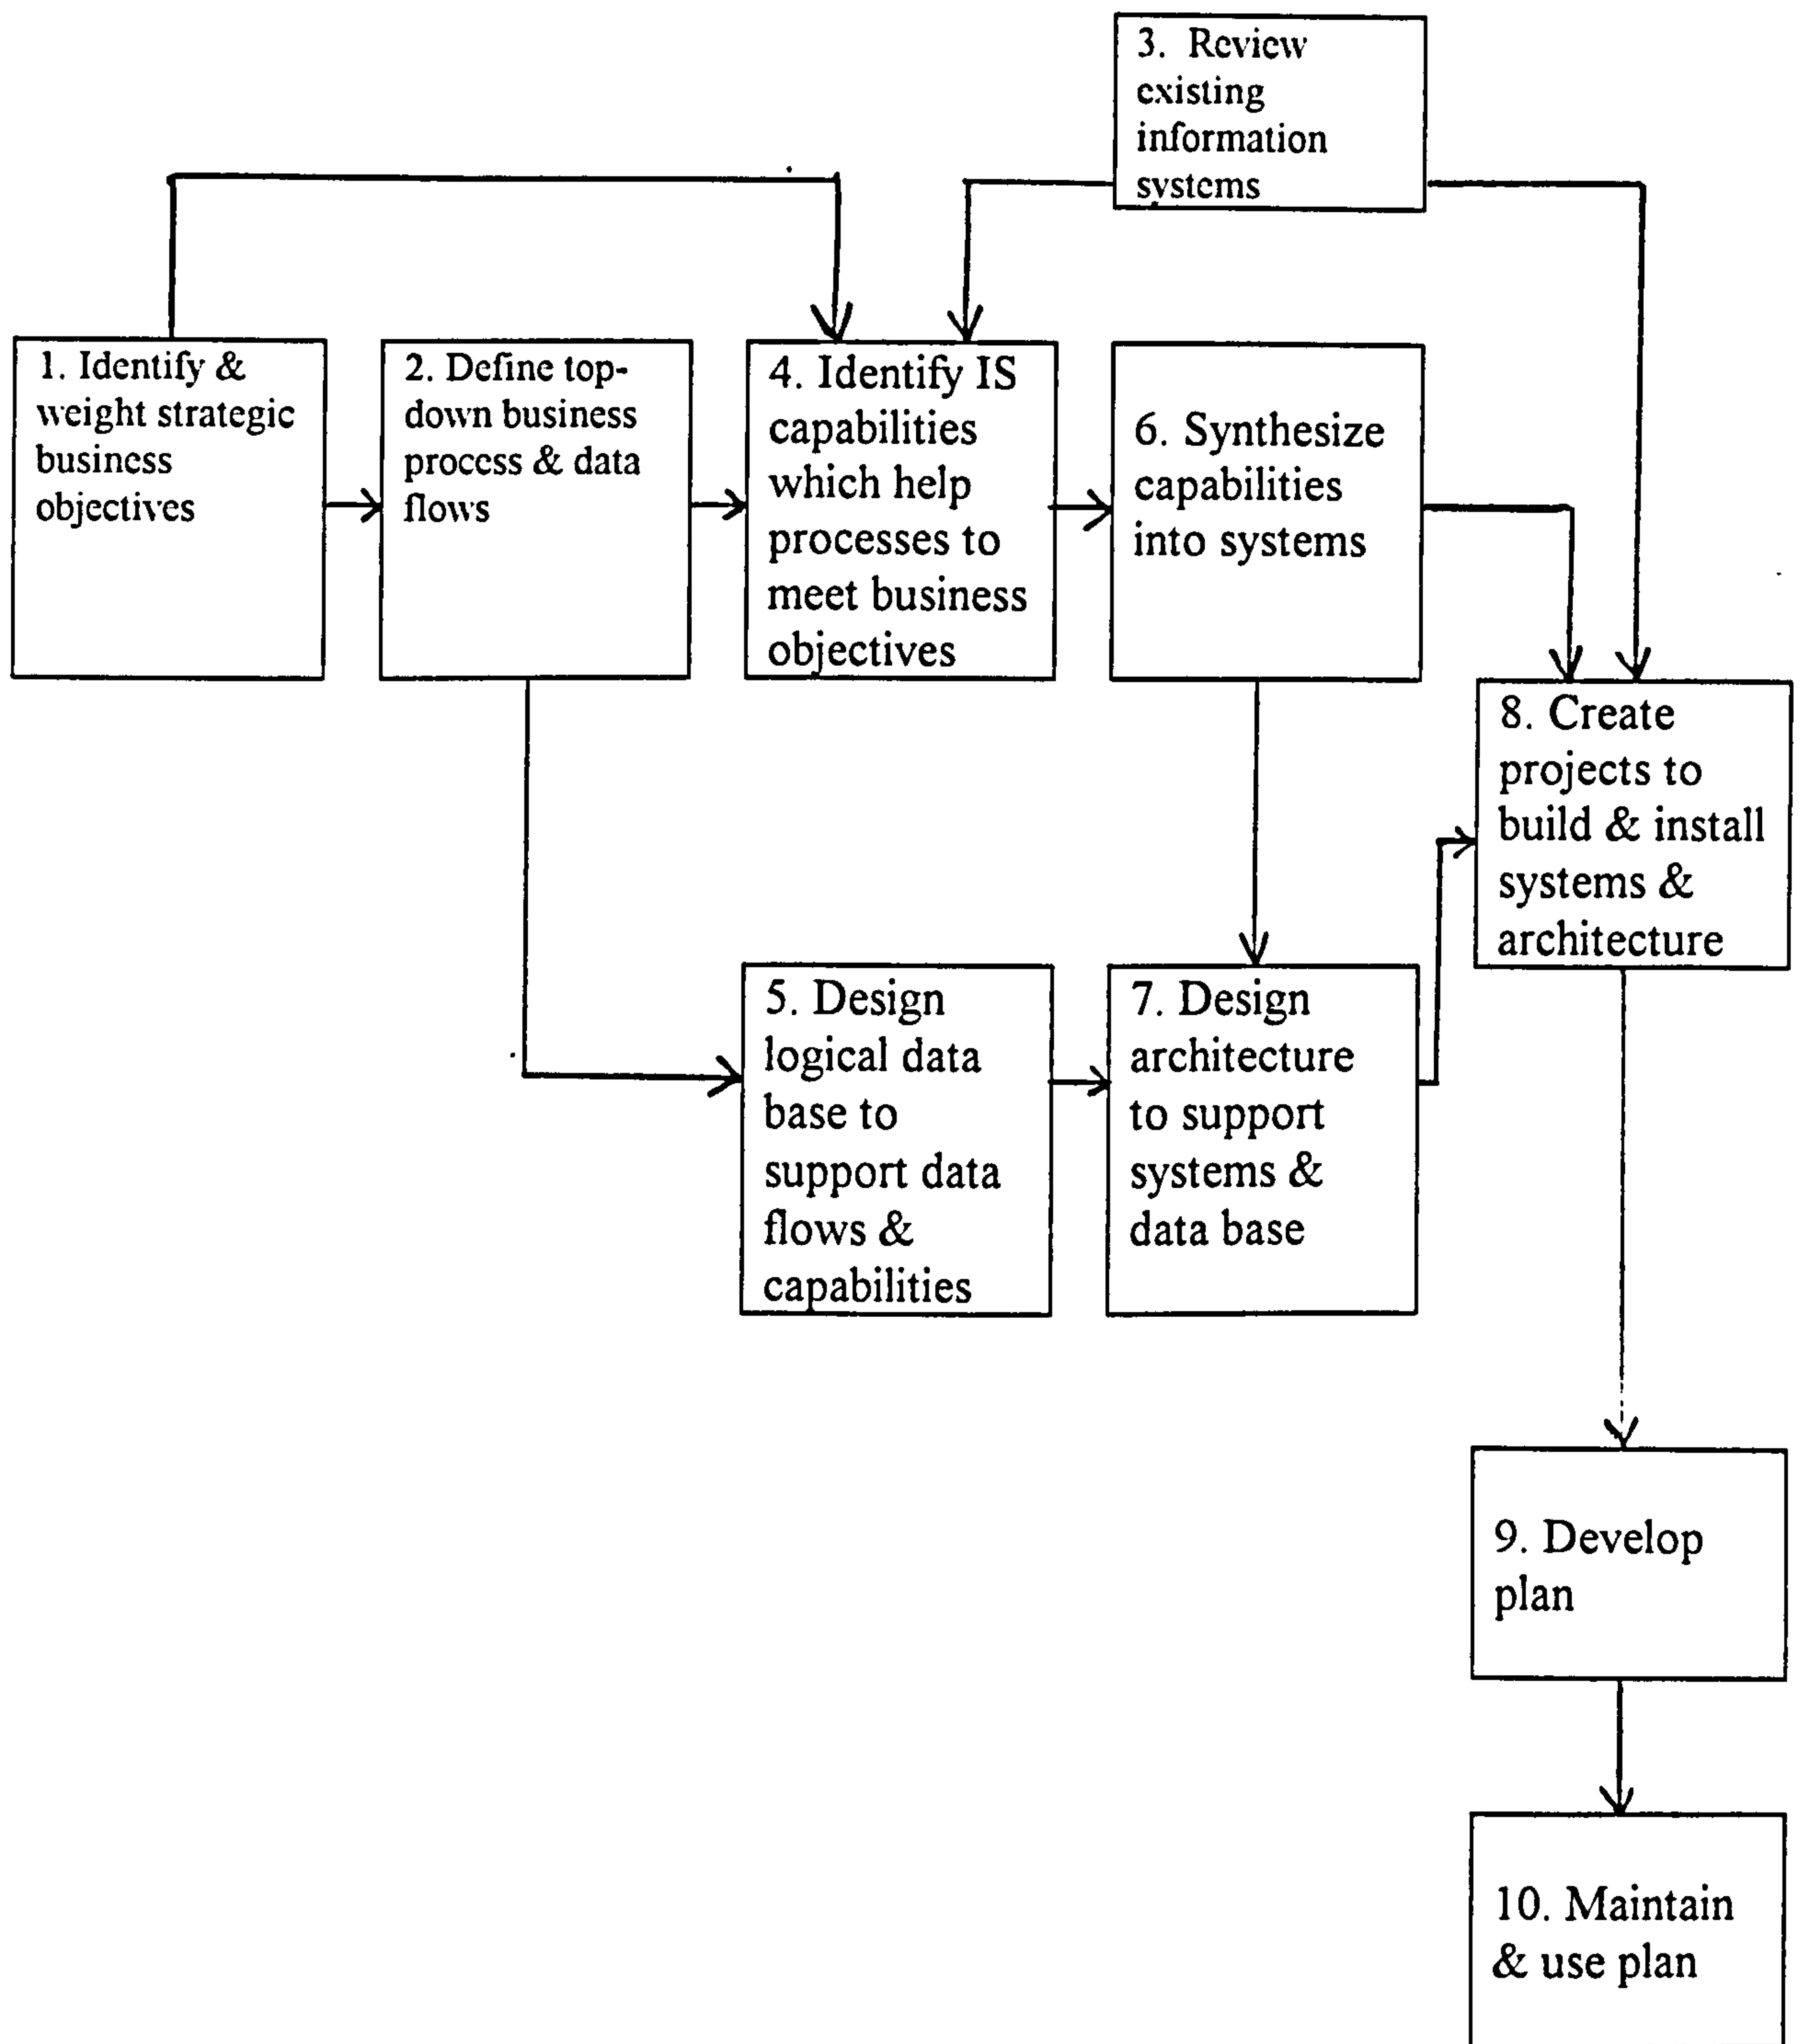 3. Review
existing
information
systems
1. Identify &
weight strategic
business
objectives
2. Define top-
down business
process & data
flows
4. Identify IS
capabilities
which help
processes to
meet business
objectives
6. Synthesize
capabilities
into systems
8. Create
projects to
build & install
systems &
architecture
5. Design
logical data
base to
support data
flows &
capabilities
7. Design
architecture
to support
systems &
data base
9. Develop
plan
10. Maintain
& use plan